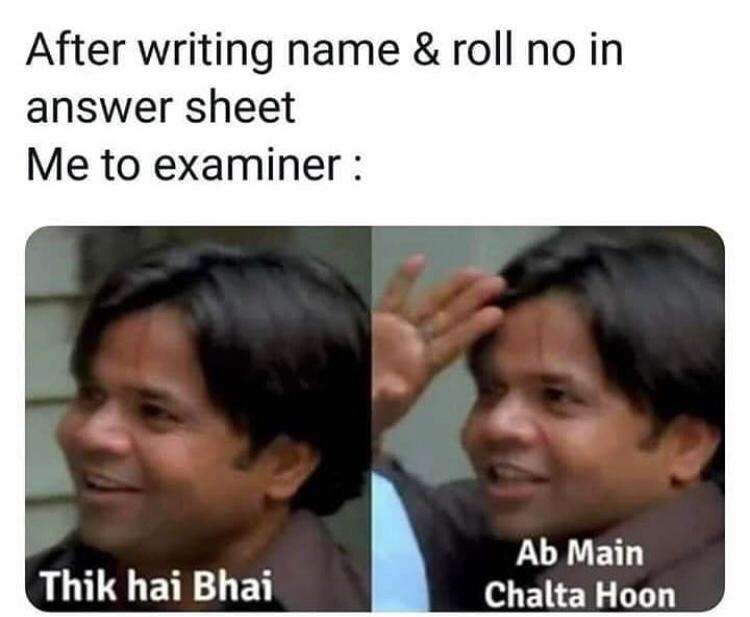 After writing name & roll no in
answer sheet
Me to examiner :
Thik hai Bhai
Ab Main
Chalta Hoon